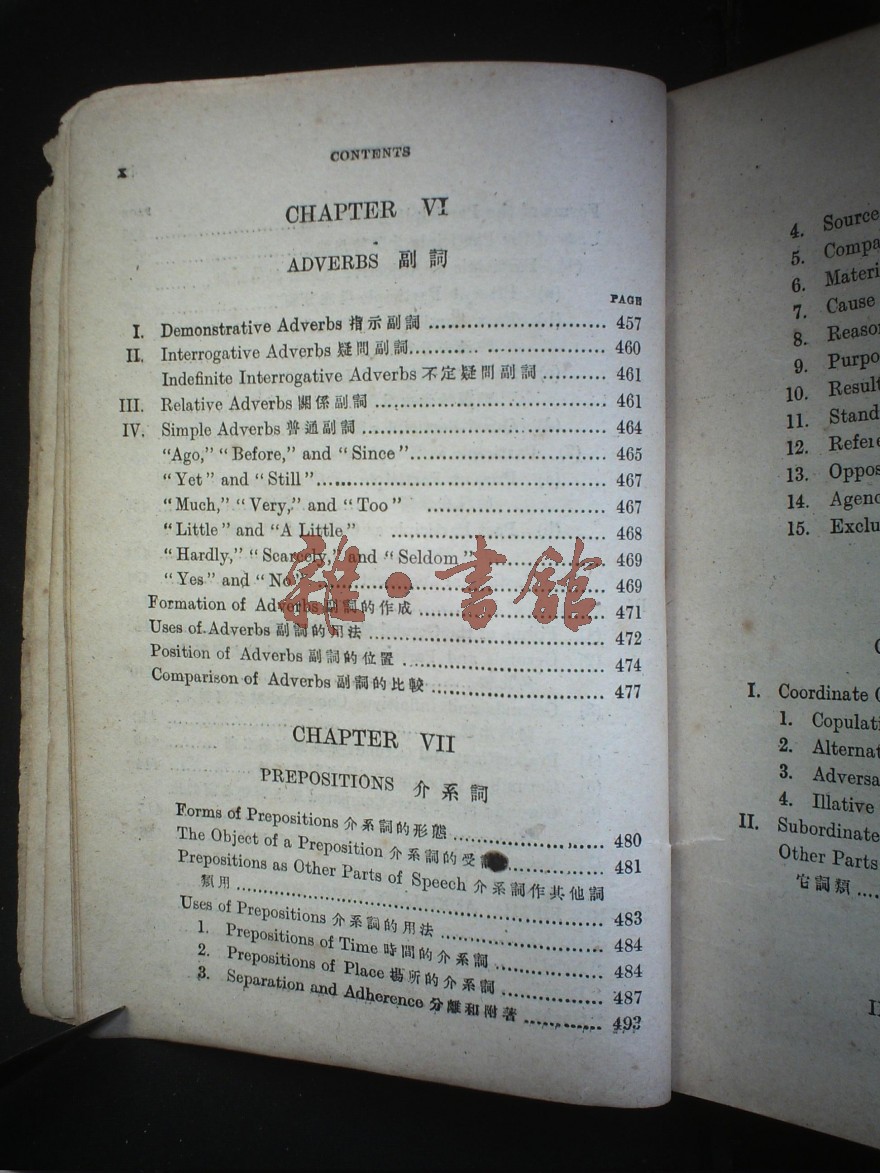 x
CONTENTS
CHAPTER VI
ADVERBS 副詞
PAGE
I. Demonstrative Adverbs 指示副詞 457
II. Interrogative Adverbs 疑問副詞 460
Indefinite Interrogative Adverbs 不定疑問副詞 461
III. Relative Adverbs 關係副詞 461
IV. Simple Adverbs 普通副詞 464
"Ago," "Before," and "Since" 465
"Yet" and "Still" 467
"Much," "Very," and "Too" 467
"Little" and "A Little" 468
"Hardly," "Scarcely," and "Seldom" 469
"Yes" and "No" 469
Formation of Adverbs 副詞的作成 471
Uses of Adverbs 副詞的用法 472
Position of Adverbs 副詞的位置 474
Comparison of Adverbs 副詞的比較 477
CHAPTER VII
PREPOSITIONS 介系詞
Forms of Prepositions 介系詞的形態 480
The Object of a Preposition 介系詞的受 481
Prepositions as Other Parts of Speech 介系詞作其他詞
類用 483
Uses of Prepositions 介系詞的用法 484
1. Prepositions of Time 時間的介系詞 484
2. Prepositions of Place 場所的介系詞 487
3. Separation and Adherence 分離和附著 493
雜·書館
4. Source
5. Compa
6. Materi
7. Cause
8. Reason
9. Purpo
10. Result
11. Stand
12. Refere
13. Oppos
14. Agenc
15. Exclu
I. Coordinate
1. Copulati
2. Alternat
3. Adversa
4. Illative
II. Subordinate
Other Parts
它詞類